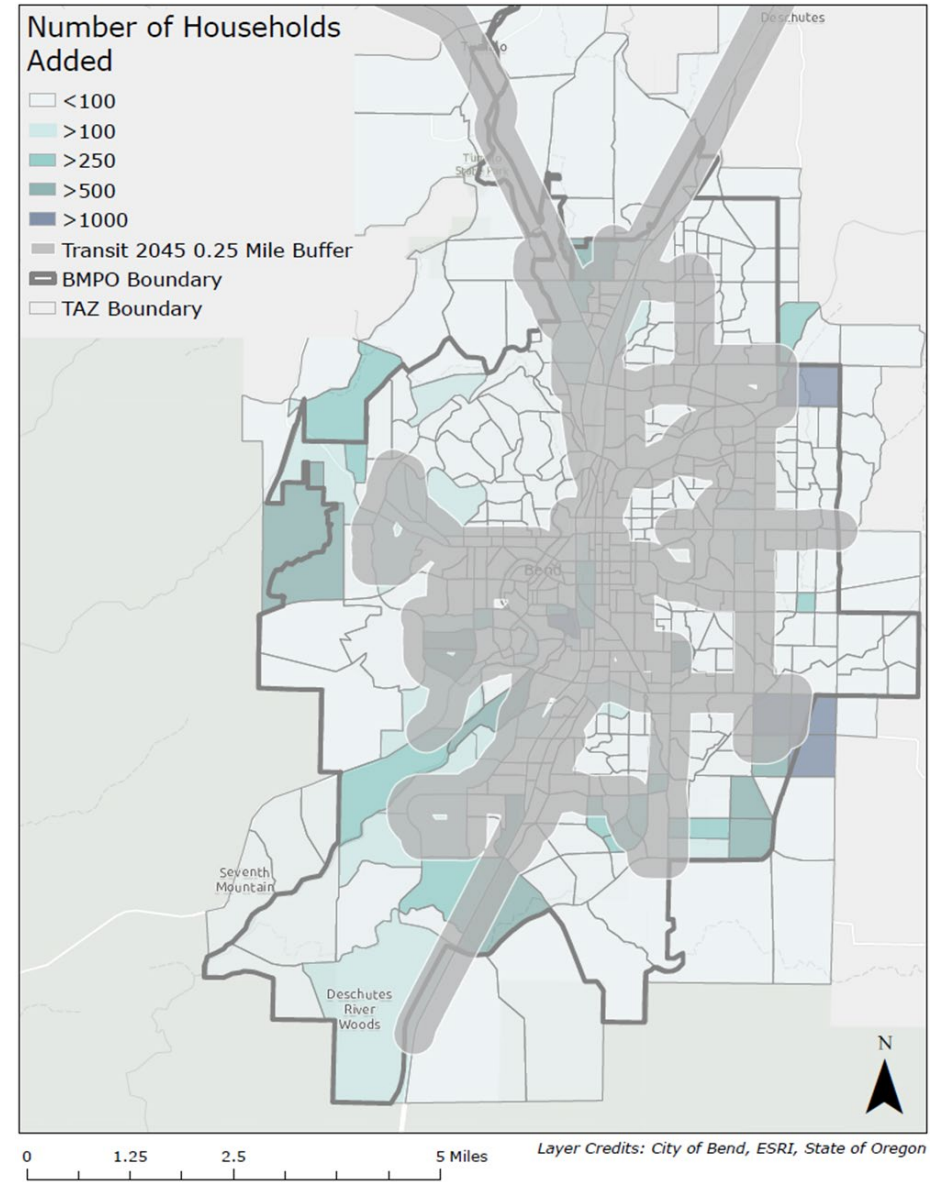 Number of Households
Added
<100
>100
>250
>500
>1000
Transit 2045 0.25 Mile Buffer
BMPO Boundary
TAZ Boundary
Deschutes
Bend
Seventh
Mountain
Deschutes
River
Woods
N
0 1.25 2.5 5 Miles
Layer Credits: City of Bend, ESRI, State of Oregon